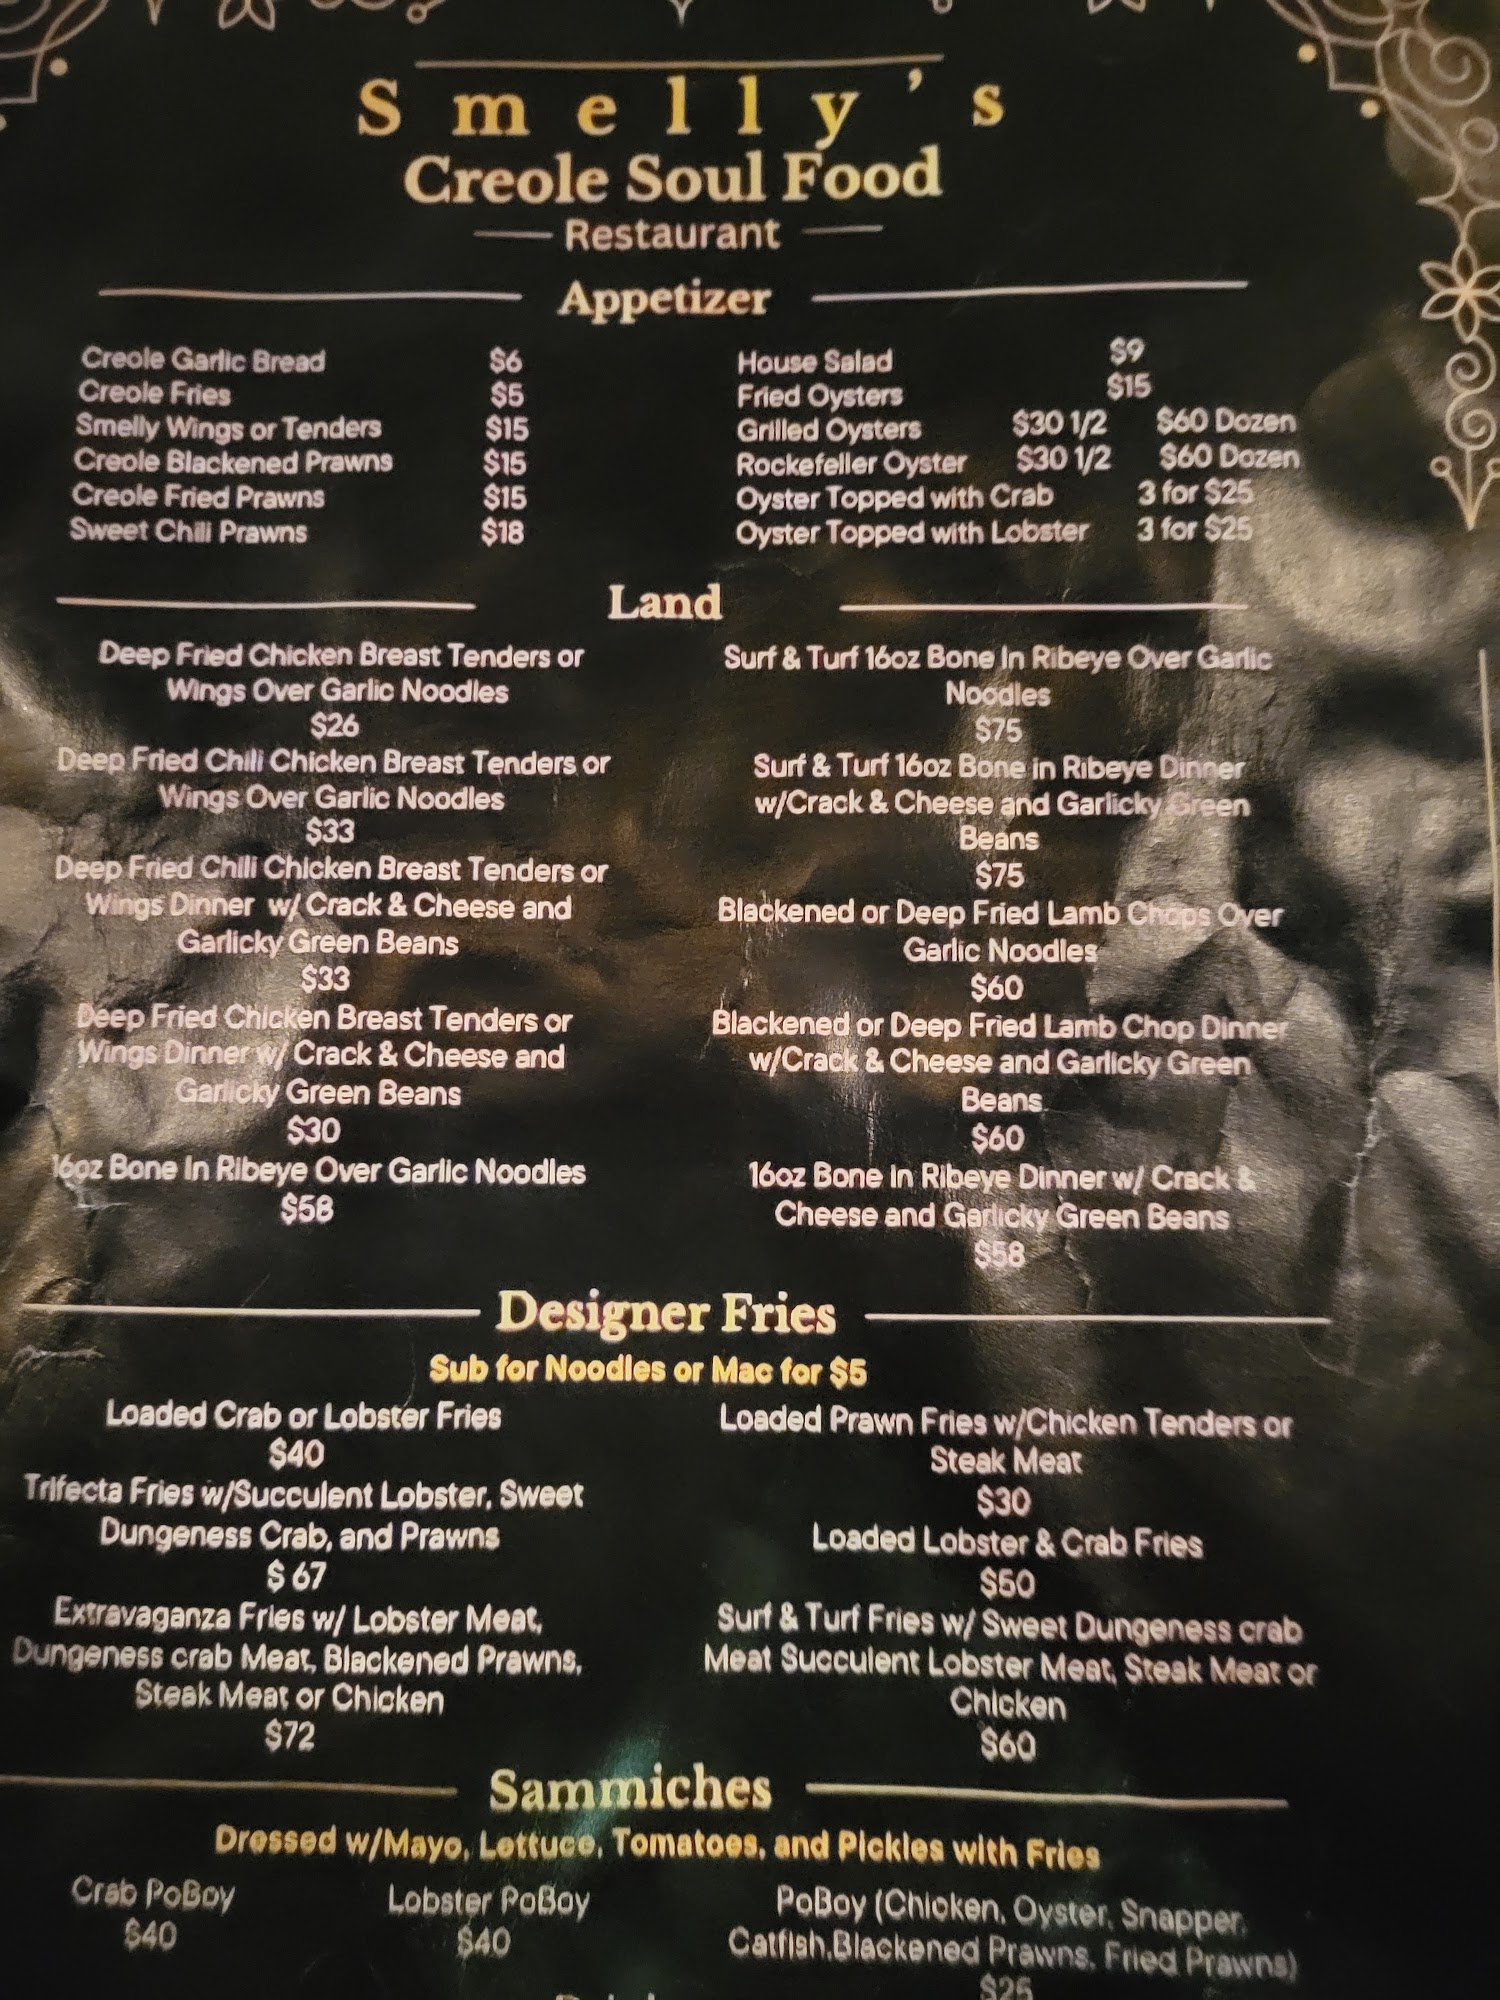 Smelly's
Creole Soul Food
Restaurant
Appetizer
Creole Garlic Bread $6
Creole Fries $5
Smelly Wings or Tenders $15
Creole Blackened Prawns $15
Creole Fried Prawns $15
Sweet Chili Prawns $18
House Salad $9
Fried Oysters $15
Grilled Oysters $30 1/2 $60 Dozen
Rockefeller Oyster $30 1/2 $60 Dozen
Oyster Topped with Crab 3 for $25
Oyster Topped with Lobster 3 for $25
Land
Deep Fried Chicken Breast Tenders or
Wings Over Garlic Noodles
$26
Deep Fried Chili Chicken Breast Tenders or
Wings Over Garlic Noodles
$33
Deep Fried Chili Chicken Breast Tenders or
Wings Dinner w/ Crack & Cheese and
Garlicky Green Beans
$33
Deep Fried Chicken Breast Tenders or
Wings Dinner w/ Crack & Cheese and
Garlicky Green Beans
$30
16oz Bone In Ribeye Over Garlic Noodles
$58
Surf & Turf 16oz Bone In Ribeye Over Garlic
Noodles
$75
Surf & Turf 16oz Bone in Ribeye Dinner
w/Crack & Cheese and Garlicky Green
Beans
$75
Blackened or Deep Fried Lamb Chops Over
Garlic Noodles
$60
Blackened or Deep Fried Lamb Chop Dinner
w/Crack & Cheese and Garlicky Green
Beans
$60
16oz Bone in Ribeye Dinner w/ Crack &
Cheese and Garlicky Green Beans
$58
Designer Fries
Sub for Noodles or Mac for $5
Loaded Crab or Lobster Fries
$40
Trifecta Fries w/Succulent Lobster, Sweet
Dungeness Crab, and Prawns
$ 67
Extravaganza Fries w/ Lobster Meat,
Dungeness crab Meat, Blackened Prawns,
Steak Meat or Chicken
$72
Loaded Prawn Fries w/Chicken Tenders or
Steak Meat
$30
Loaded Lobster & Crab Fries
$50
Surf & Turf Fries w/ Sweet Dungeness crab
Meat Succulent Lobster Meat, Steak Meat or
Chicken
$60
Sammiches
Dressed w/Mayo, Lettuce, Tomatoes, and Pickles with Fries
Crab PoBoy
$40
Lobster PoBoy
$40
PoBoy (Chicken, Oyster, Snapper,
Catfish,Blackened Prawns, Fried Prawns)
$25